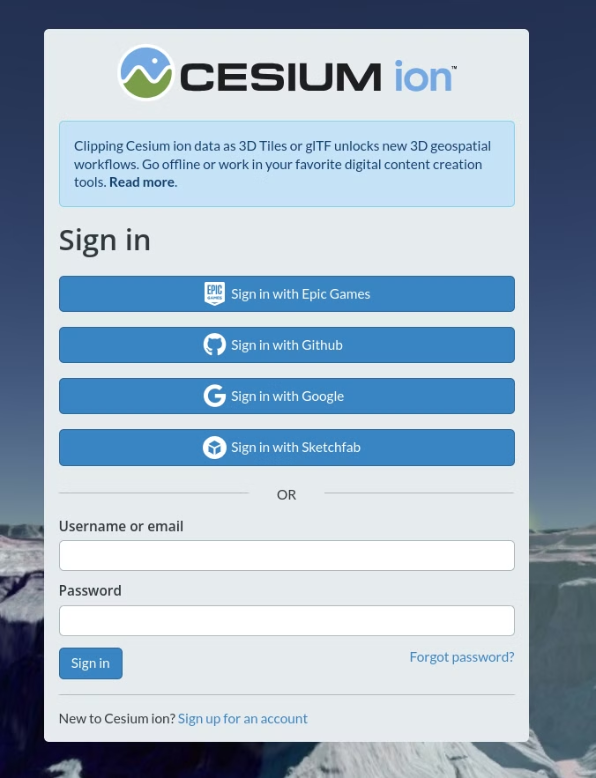 CESIUM ion™
Clipping Cesium ion data as 3D Tiles or glTF unlocks new 3D geospatial
workflows. Go offline or work in your favorite digital content creation
tools. Read more.
Sign in
EPIC
GAMES
Sign in with Epic Games
Sign in with Github
G
Sign in with Google
Sign in with Sketchfab
OR
Username or email
Password
Sign in
Forgot password?
New to Cesium ion? Sign up for an account